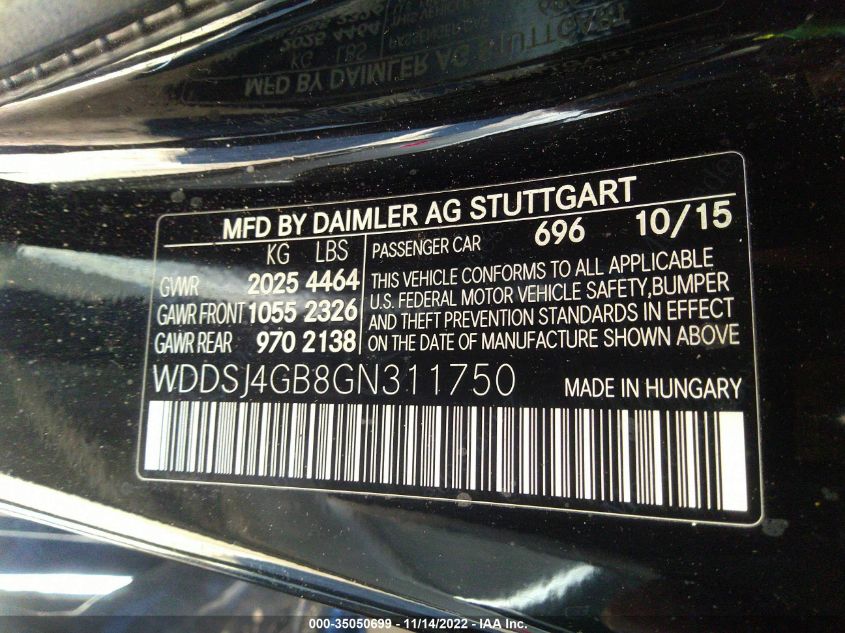 MFD BY DAIMLER AG STUTTGART
KG LBS
GVWR 2025 4464
GAWR FRONT 1055 2326
GAWR REAR 970 2138
PASSENGER CAR 696 10/15
THIS VEHICLE CONFORMS TO ALL APPLICABLE
U.S. FEDERAL MOTOR VEHICLE SAFETY, BUMPER
AND THEFT PREVENTION STANDARDS IN EFFECT
ON THE DATE OF MANUFACTURE SHOWN ABOVE
WDDSJ4GB8GN311750 MADE IN HUNGARY
000-35050699 - 11/14/2022 - IAA Inc.